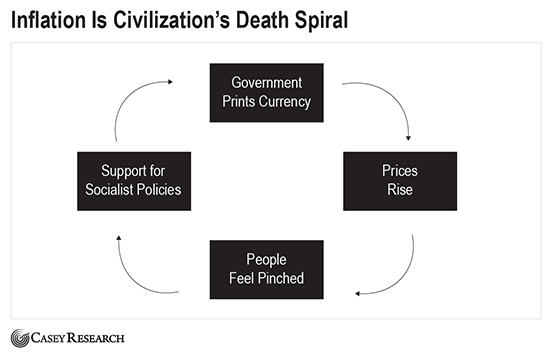 Inflation Is Civilization's Death Spiral
Government
Prints Currency
Prices
Rise
People
Feel Pinched
Support for
Socialist Policies
CASEY RESEARCH